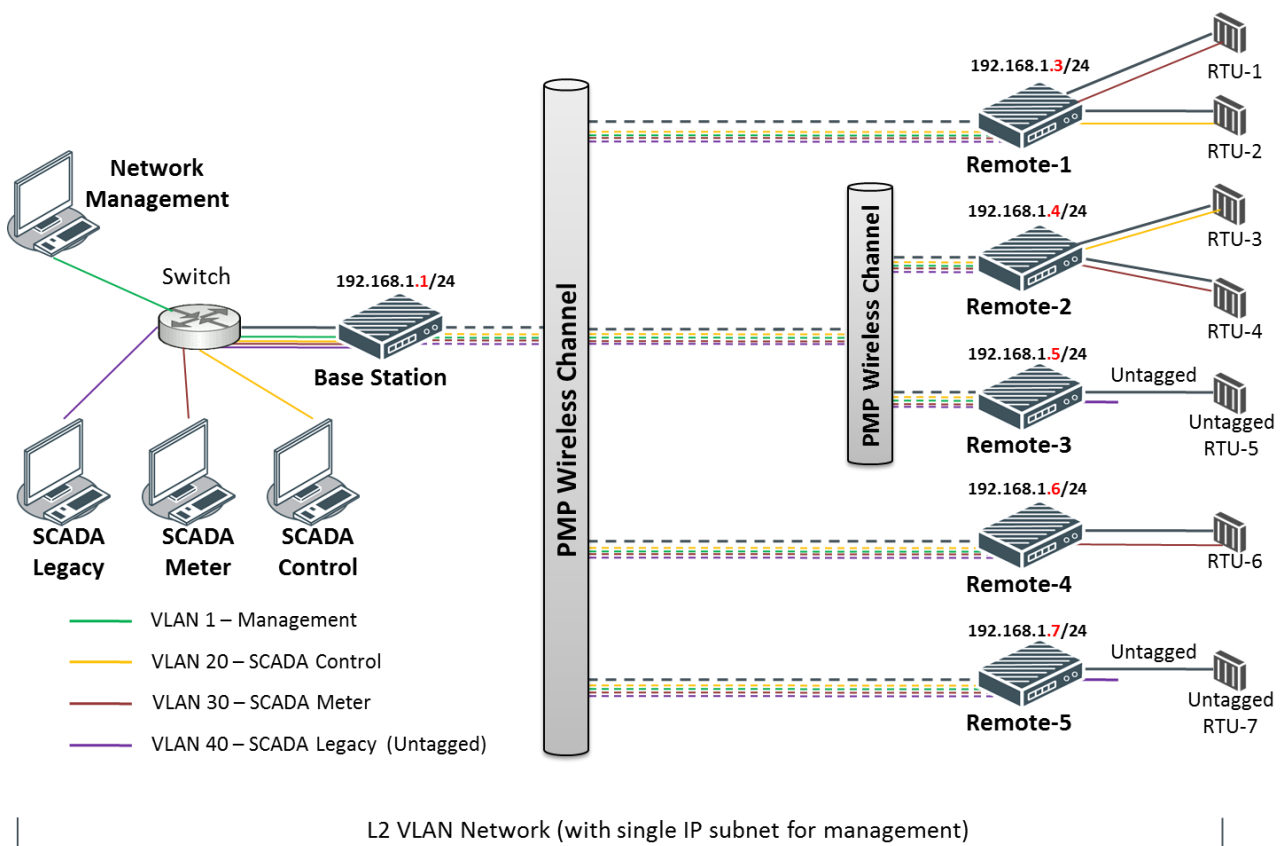 192.168.1.3/24
RTU-1
RTU-2
Remote-1
Network
Management
Switch
192.168.1.1/24
Base Station
PMP Wireless Channel
PMP Wireless Channel
192.168.1.4/24
RTU-3
Remote-2
RTU-4
192.168.1.5/24
Untagged
Remote-3
Untagged
RTU-5
192.168.1.6/24
RTU-6
Remote-4
192.168.1.7/24
Untagged
Remote-5
Untagged
RTU-7
SCADA
Legacy
SCADA
Meter
SCADA
Control
VLAN 1 – Management
VLAN 20 – SCADA Control
VLAN 30 – SCADA Meter
VLAN 40 – SCADA Legacy (Untagged)
L2 VLAN Network (with single IP subnet for management)